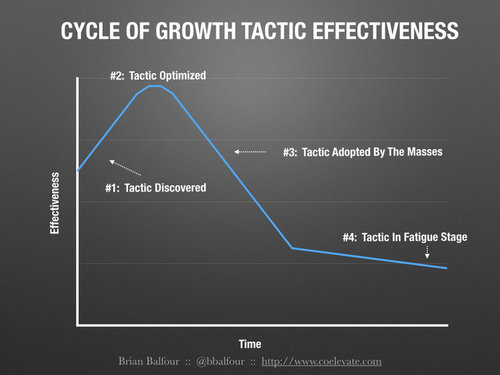 CYCLE OF GROWTH TACTIC EFFECTIVENESS
#2: Tactic Optimized
#3: Tactic Adopted By The Masses
#1: Tactic Discovered
Effectiveness
#4: Tactic In Fatigue Stage
Time
Brian Balfour :: @bbalfour :: http://www.coelevate.com